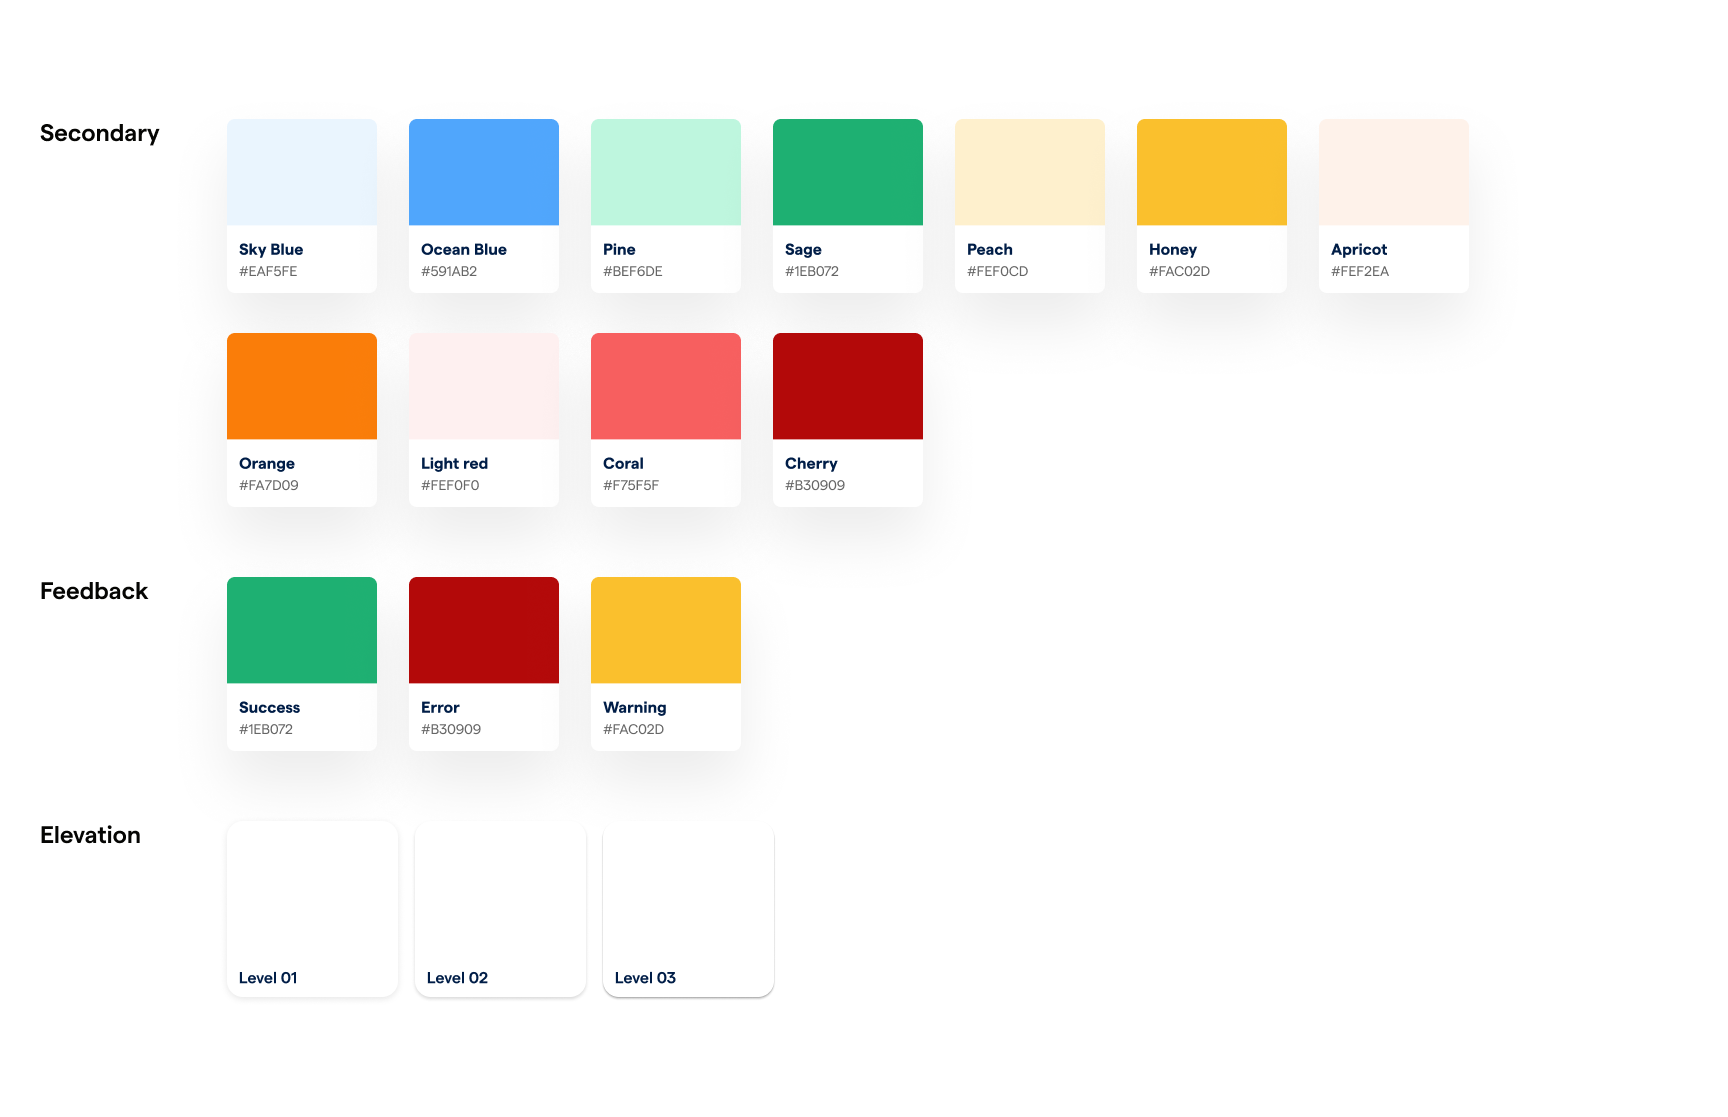 Secondary
Sky Blue
#EAF5FE
Ocean Blue
#591AB2
Pine
#BEF6DE
Sage
#1EB072
Peach
#FEF0CD
Honey
#FAC02D
Apricot
#FEF2EA
Orange
#FA7D09
Light red
#FEF0F0
Coral
#F75F5F
Cherry
#B30909
Feedback
Success
#1EB072
Error
#B30909
Warning
#FAC02D
Elevation
Level 01
Level 02
Level 03